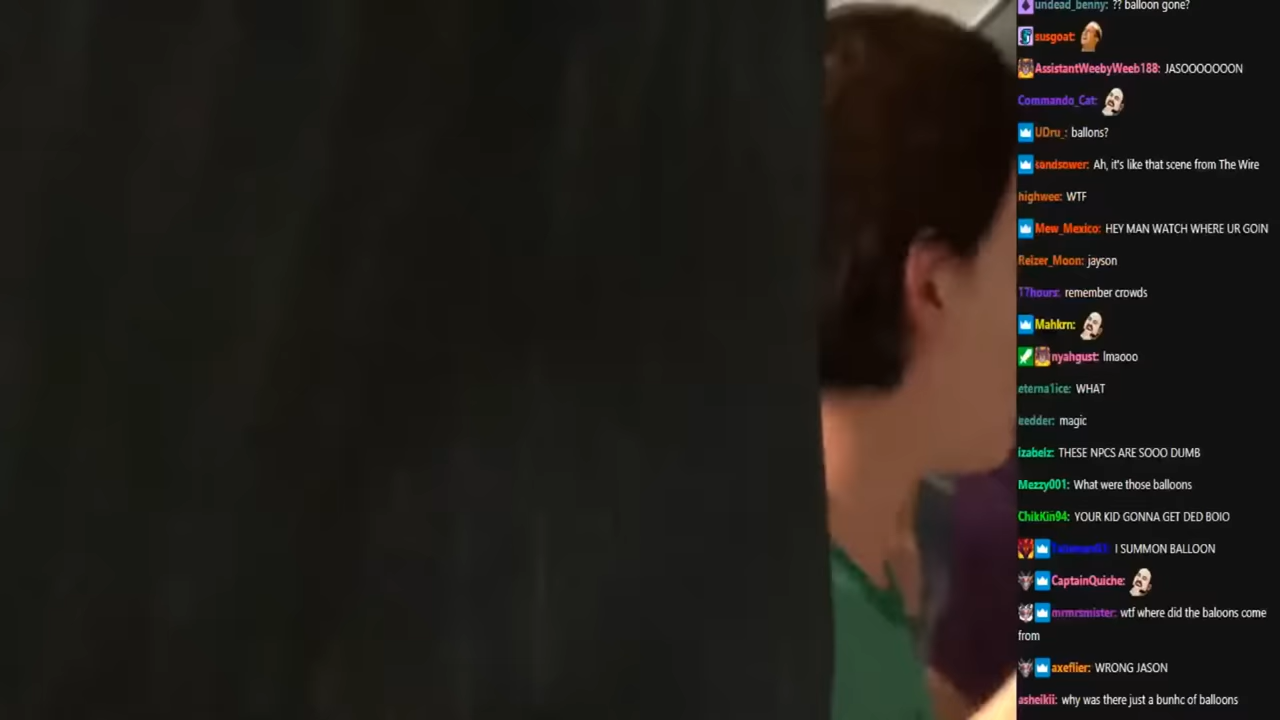 undead_benny: ?? balloon gone?
susgoat:
AssistantWeebyWeeb188: JASOOOOOOON
Commando_Cat:
UDru_: ballons?
sandsower: Ah, it's like that scene from The Wire
highwee: WTF
Mew_Mexico: HEY MAN WATCH WHERE UR GOIN
Reizer_Moon: jayson
17hours: remember crowds
Mahkrn:
nyahgust: lmaooo
eterna1ice: WHAT
eedder: magic
izabelz: THESE NPCS ARE SOOO DUMB
Mezzy001: What were those balloons
ChikKin94: YOUR KID GONNA GET DED BOIO
I SUMMON BALLOON
CaptainQuiche:
mrmrsmister: wtf where did the baloons come
from
axeflier: WRONG JASON
asheikii: why was there just a bunhc of balloons